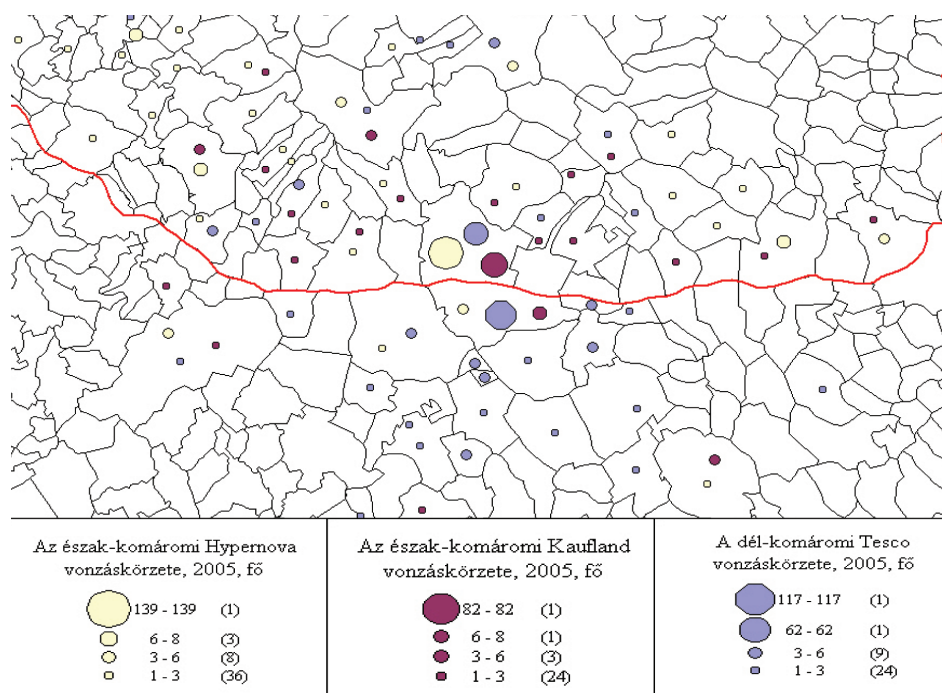 Az észak-komáromi Hypernova
vonzáskörzete, 2005, fő
139 - 139 (1)
6 - 8 (3)
3 - 6 (8)
1 - 3 (36)
Az észak-komáromi Kaufland
vonzáskörzete, 2005, fő
82 - 82 (1)
6 - 8 (1)
3 - 6 (3)
1 - 3 (24)
A dél-komáromi Tesco
vonzáskörzete, 2005, fő
117 - 117 (1)
62 - 62 (1)
3 - 6 (9)
1 - 3 (24)